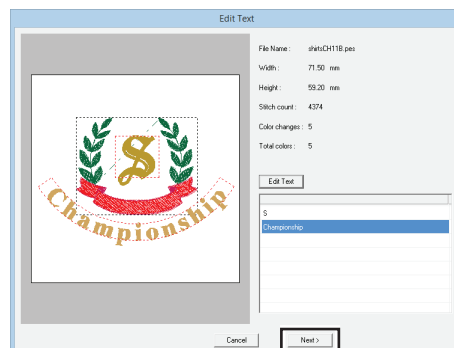 Edit Text
File Name : shirtsCH11B.pes
Width : 71.50 mm
Height : 59.20 mm
Stitch count : 4374
Color changes : 5
Total colors : 5
S
Championship
Edit Text
S
Championship
Cancel
Next >